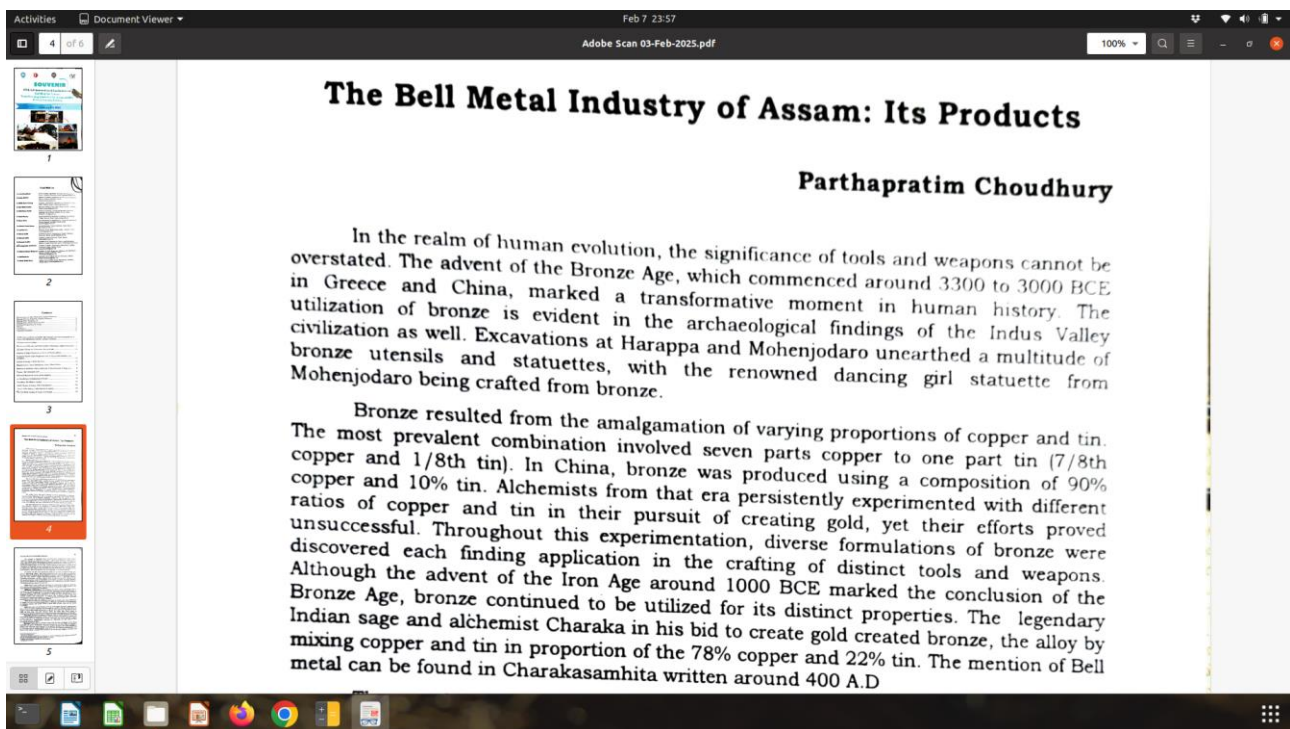 Activities
Document Viewer
Feb 7 23:57
4 of 6
Adobe Scan 03-Feb-2025.pdf
100%
SOUVENIR
1
2
3
4
5
The Bell Metal Industry of Assam: Its Products
Parthapratim Choudhury
In the realm of human evolution, the significance of tools and weapons cannot be
overstated. The advent of the Bronze Age, which commenced around 3300 to 3000 BCE
in Greece and China, marked a transformative moment in human history. The
utilization of bronze is evident in the archaeological findings of the Indus Valley
civilization as well. Excavations at Harappa and Mohenjodaro unearthed a multitude of
bronze utensils and statuettes, with the renowned dancing girl statuette from
Mohenjodaro being crafted from bronze.
Bronze resulted from the amalgamation of varying proportions of copper and tin.
The most prevalent combination involved seven parts copper to one part tin (7/8th
copper and 1/8th tin). In China, bronze was produced using a composition of 90%
copper and 10% tin. Alchemists from that era persistently experimented with different
ratios of copper and tin in their pursuit of creating gold, yet their efforts proved
unsuccessful. Throughout this experimentation, diverse formulations of bronze were
discovered each finding application in the crafting of distinct tools and weapons.
Although the advent of the Iron Age around 1000 BCE marked the conclusion of the
Bronze Age, bronze continued to be utilized for its distinct properties. The legendary
Indian sage and alchemist Charaka in his bid to create gold created bronze, the alloy by
mixing copper and tin in proportion of the 78% copper and 22% tin. The mention of Bell
metal can be found in Charakasamhita written around 400 A.D